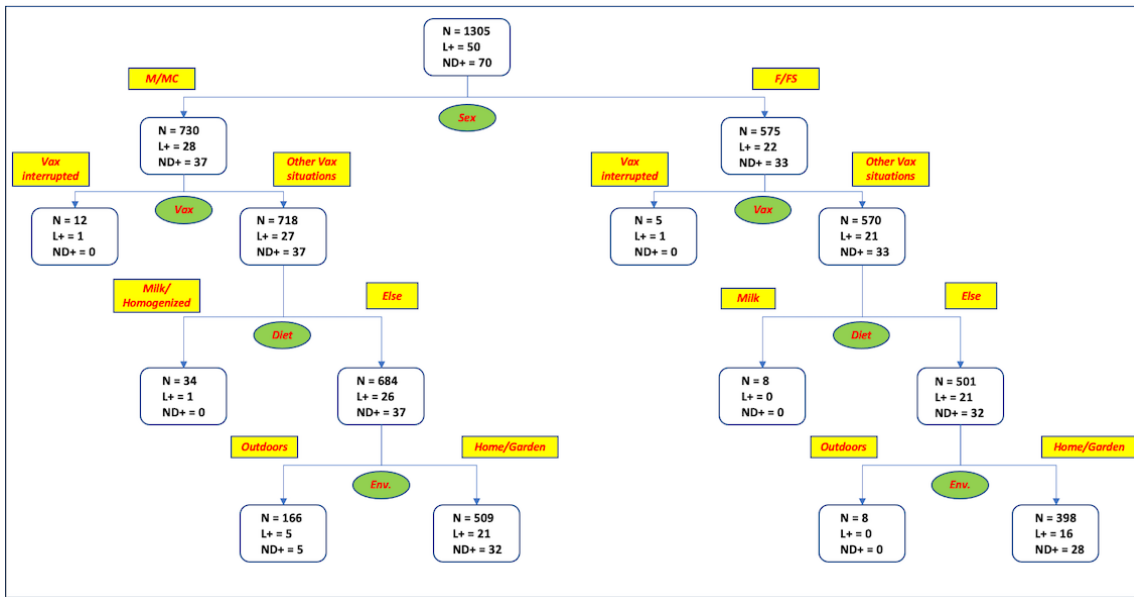 N = 1305
L+ = 50
ND+ = 70
M/MC
F/FS
Sex
N = 730
L+ = 28
ND+ = 37
N = 575
L+ = 22
ND+ = 33
Vax
interrupted
Other Vax
situations
Vax
interrupted
Other Vax
situations
Vax
Vax
N = 12
L+ = 1
ND+ = 0
N = 718
L+ = 27
ND+ = 37
N = 5
L+ = 1
ND+ = 0
N = 570
L+ = 21
ND+ = 33
Milk/
Homogenized
Else
Milk
Else
Diet
Diet
N = 34
L+ = 1
ND+ = 0
N = 684
L+ = 26
ND+ = 37
N = 8
L+ = 0
ND+ = 0
N = 501
L+ = 21
ND+ = 32
Outdoors
Home/Garden
Outdoors
Home/Garden
Env.
Env.
N = 166
L+ = 5
ND+ = 5
N = 509
L+ = 21
ND+ = 32
N = 8
L+ = 0
ND+ = 0
N = 398
L+ = 16
ND+ = 28